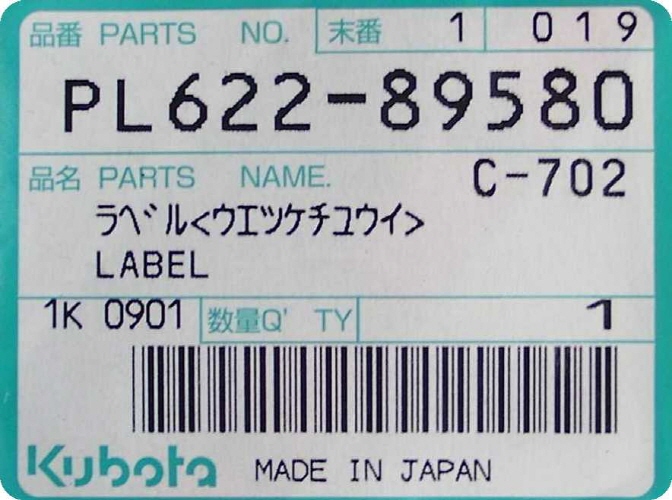 品番 PARTS NO. 末番 1 019
PL622-89580
品名 PARTS NAME. C-702
ラベル<ウエツケチユウイ>
LABEL
1K 0901 数量Q' TY 1
Kubota MADE IN JAPAN